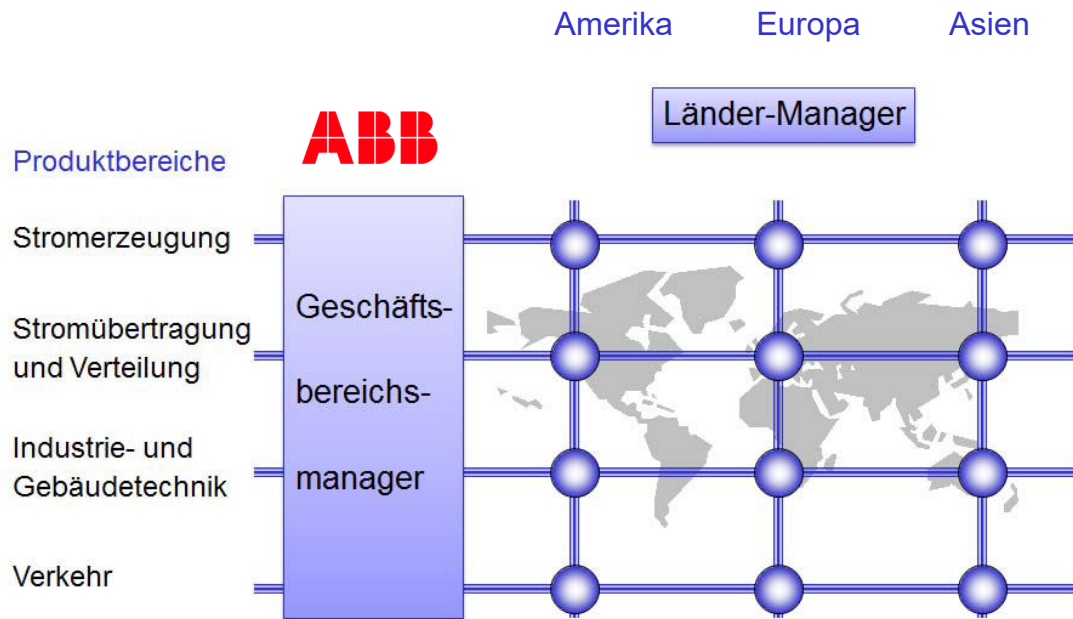 Amerika Europa Asien
Länder-Manager
ABB
Produktbereiche
Stromerzeugung
Stromübertragung
und Verteilung
Industrie- und
Gebäudetechnik
Verkehr
Geschäfts-
bereichs-
manager